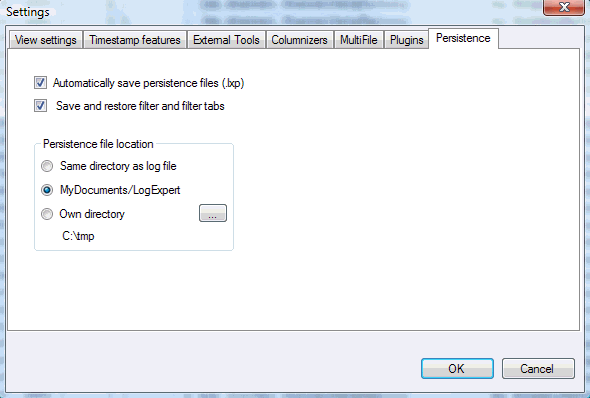 Settings
View settings Timestamp features External Tools Columnizers MultiFile Plugins Persistence
Automatically save persistence files (.lxp)
Save and restore filter and filter tabs
Persistence file location
Same directory as log file
MyDocuments/LogExpert
Own directory ...
C:\tmp
OK Cancel